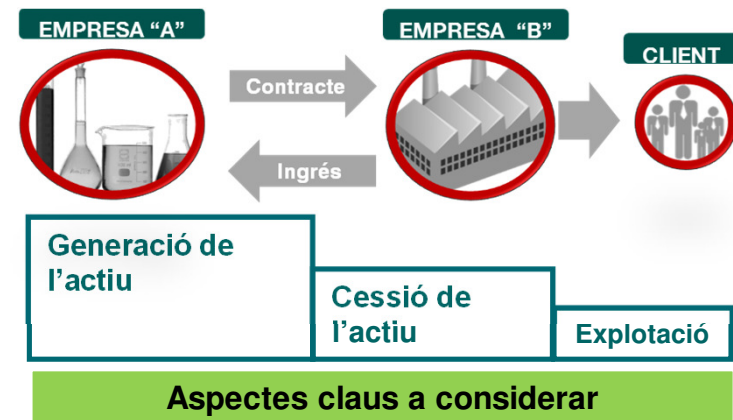 EMPRESA “A”
EMPRESA “B”
CLIENT
Contracte
Ingrés
Generació de
l’actiu
Cessió de
l’actiu
Explotació
Aspectes claus a considerar